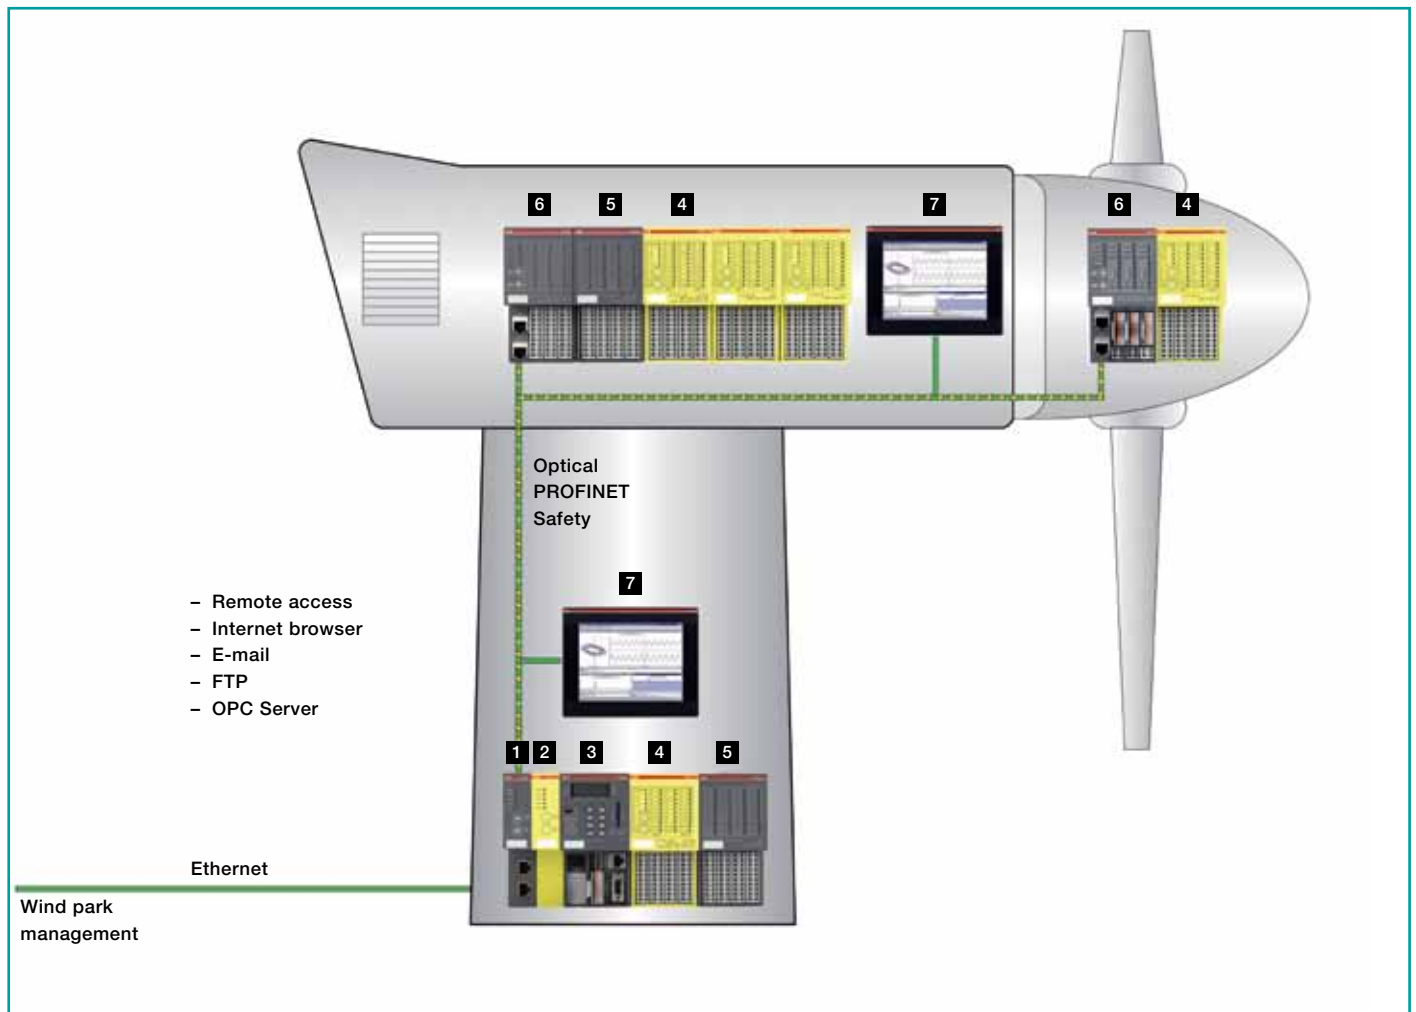 6 5 4 7 6 4
Optical
PROFINET
Safety
7
– Remote access
– Internet browser
– E-mail
– FTP
– OPC Server
1 2 3 4 5
Ethernet
Wind park
management